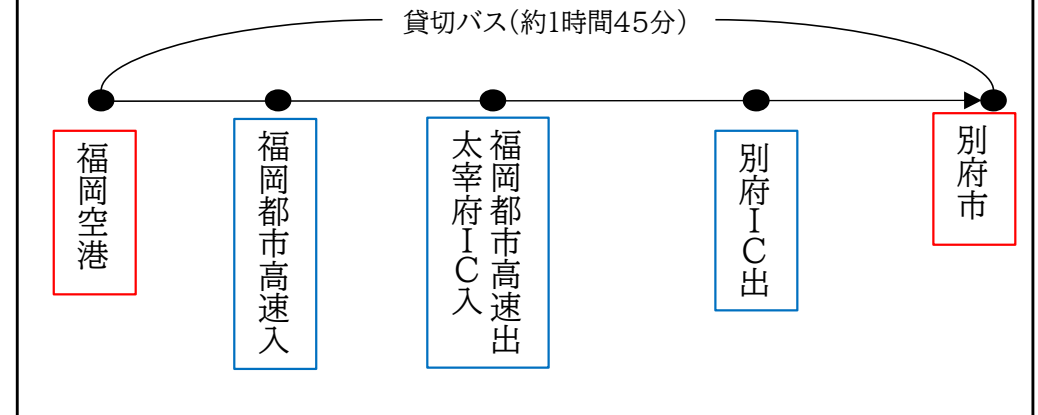 貸切バス(約1時間45分)
福岡空港
福岡都市高速入
福岡都市高速出
太宰府IC入
別府IC出
別府市